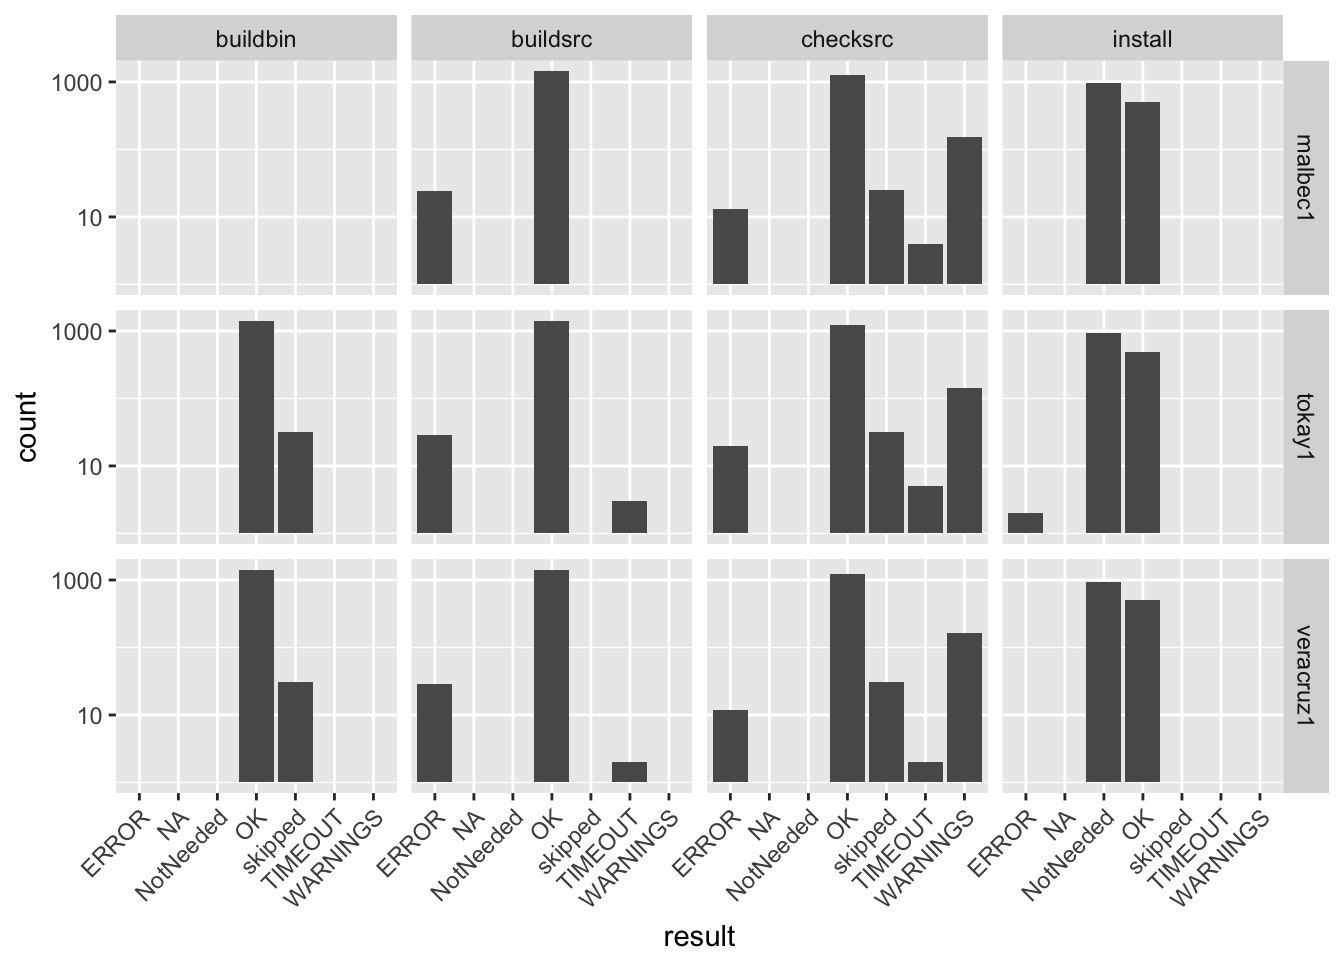 buildbin buildsrc checksrc install
1000
10
malbec1
1000
10
tokay1
1000
10
veracruz1
count
ERROR NA NotNeeded OK skipped TIMEOUT WARNINGS ERROR NA NotNeeded OK skipped TIMEOUT WARNINGS ERROR NA NotNeeded OK skipped TIMEOUT WARNINGS ERROR NA NotNeeded OK skipped TIMEOUT WARNINGS
result